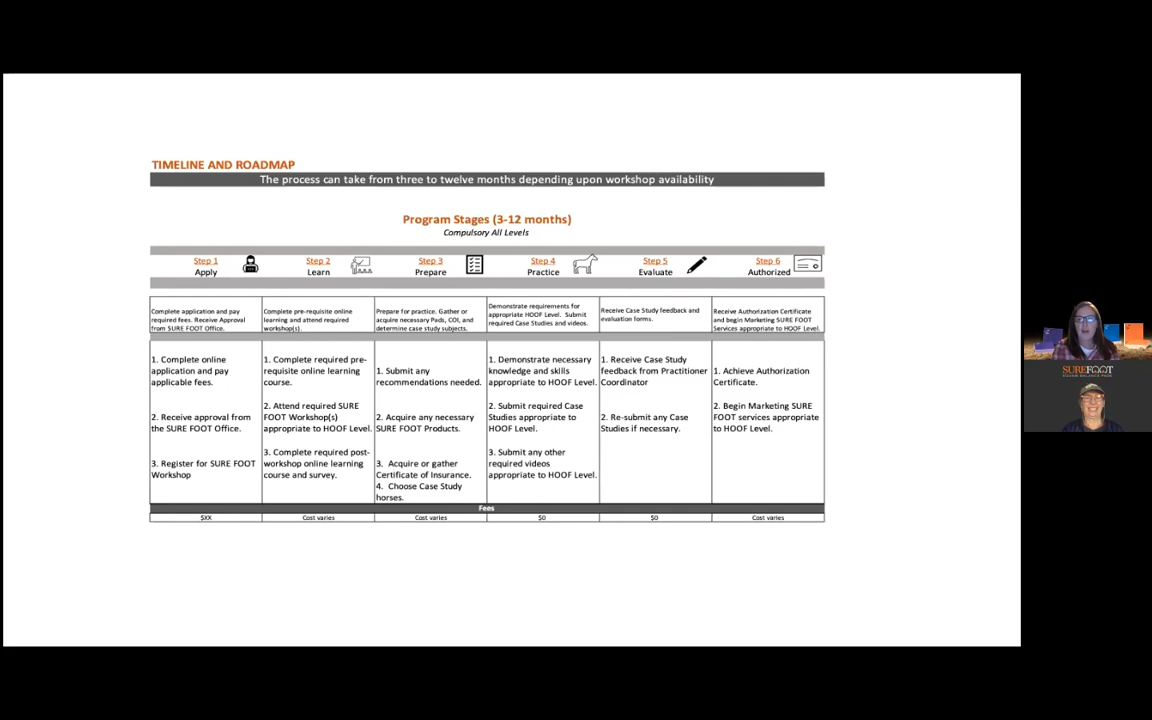 TIMELINE AND ROADMAP
The process can take from three to twelve months depending upon workshop availability
Program Stages (3-12 months)
Compulsory All Levels
Step 1
Apply
Step 2
Learn
Step 3
Prepare
Step 4
Practice
Step 5
Evaluate
Step 6
Authorized
Complete application and pay
required fees. Receive Approval
from SURE FOOT Office.
Complete pre-requisite online
learning and attend required
workshop(s).
Prepare for practice. Gather or
acquire necessary Pads, COI, and
determine case study subjects.
Demonstrate requirements for
appropriate HOOF Level. Submit
required Case Studies and videos.
Receive Case Study feedback and
evaluation forms.
Receive Authorization Certificate
and begin Marketing SURE FOOT
Services appropriate to HOOF Level.
1. Complete online
application and pay
applicable fees.
2. Receive approval from
the SURE FOOT Office.
3. Register for SURE FOOT
Workshop
1. Complete required pre-
requisite online learning
course.
2. Attend required SURE
FOOT Workshop(s)
appropriate to HOOF Level.
3. Complete required post-
workshop online learning
course and survey.
1. Submit any
recommendations needed.
2. Acquire any necessary
SURE FOOT Products.
3. Acquire or gather
Certificate of Insurance.
4. Choose Case Study
horses.
1. Demonstrate necessary
knowledge and skills
appropriate to HOOF Level.
2. Submit required Case
Studies appropriate to
HOOF Level.
3. Submit any other
required videos
appropriate to HOOF Level.
1. Receive Case Study
feedback from Practitioner
Coordinator
2. Re-submit any Case
Studies if necessary.
1. Achieve Authorization
Certificate.
2. Begin Marketing SURE
FOOT services appropriate
to HOOF Level.
Fees
$XX
Cost varies
Cost varies
$0
$0
Cost varies
SUREFOOT
EQUINE BALANCE PADS